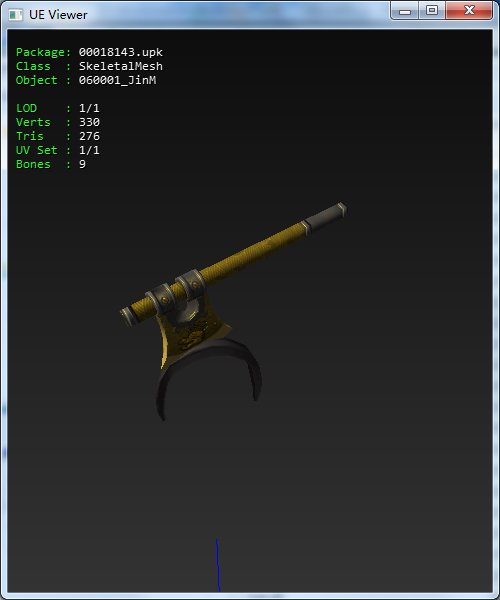 UE Viewer
Package: 00018143.upk
Class  : SkeletalMesh
Object : 060001_JinM
LOD    : 1/1
Verts  : 330
Tris   : 276
UV Set : 1/1
Bones  : 9